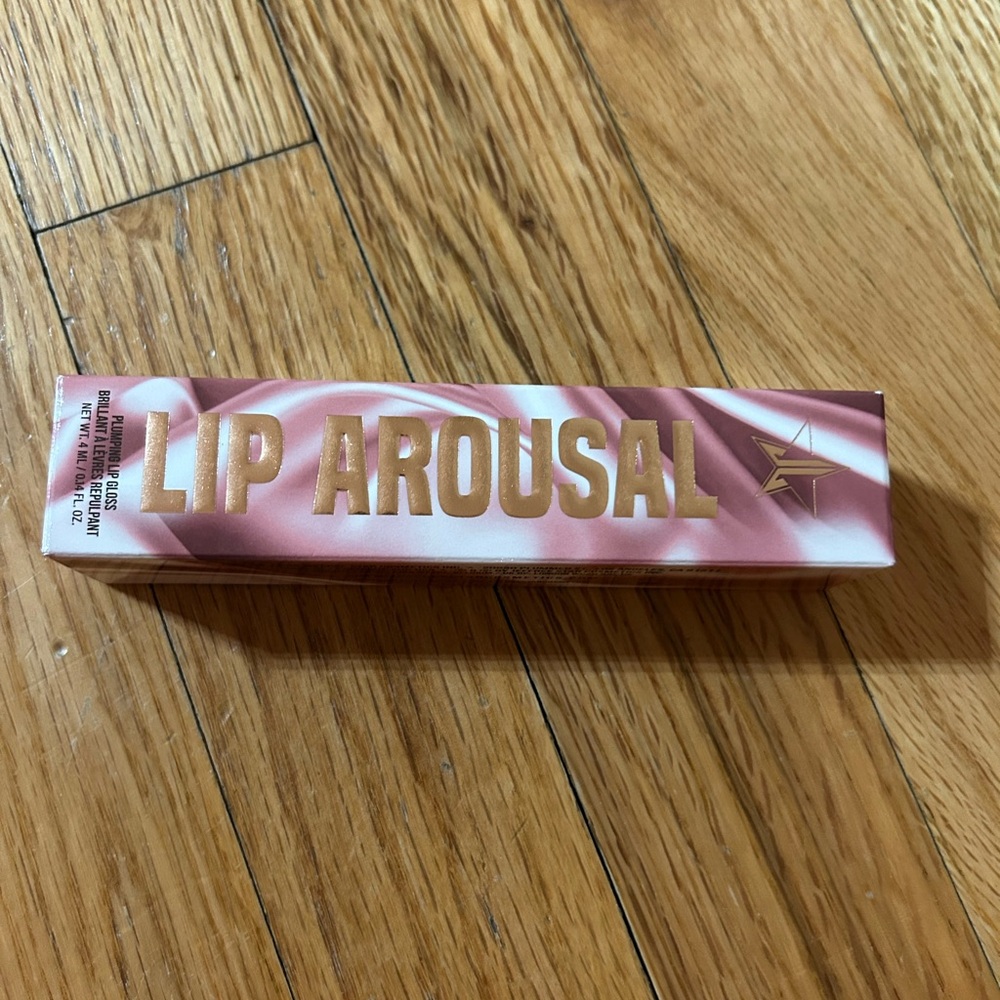 LIP AROUSAL
PLUMPING LIP GLOSS
BRILLANT À LÈVRES REPULPANT
NET WT. 4 ML / 0.14 FL. OZ.